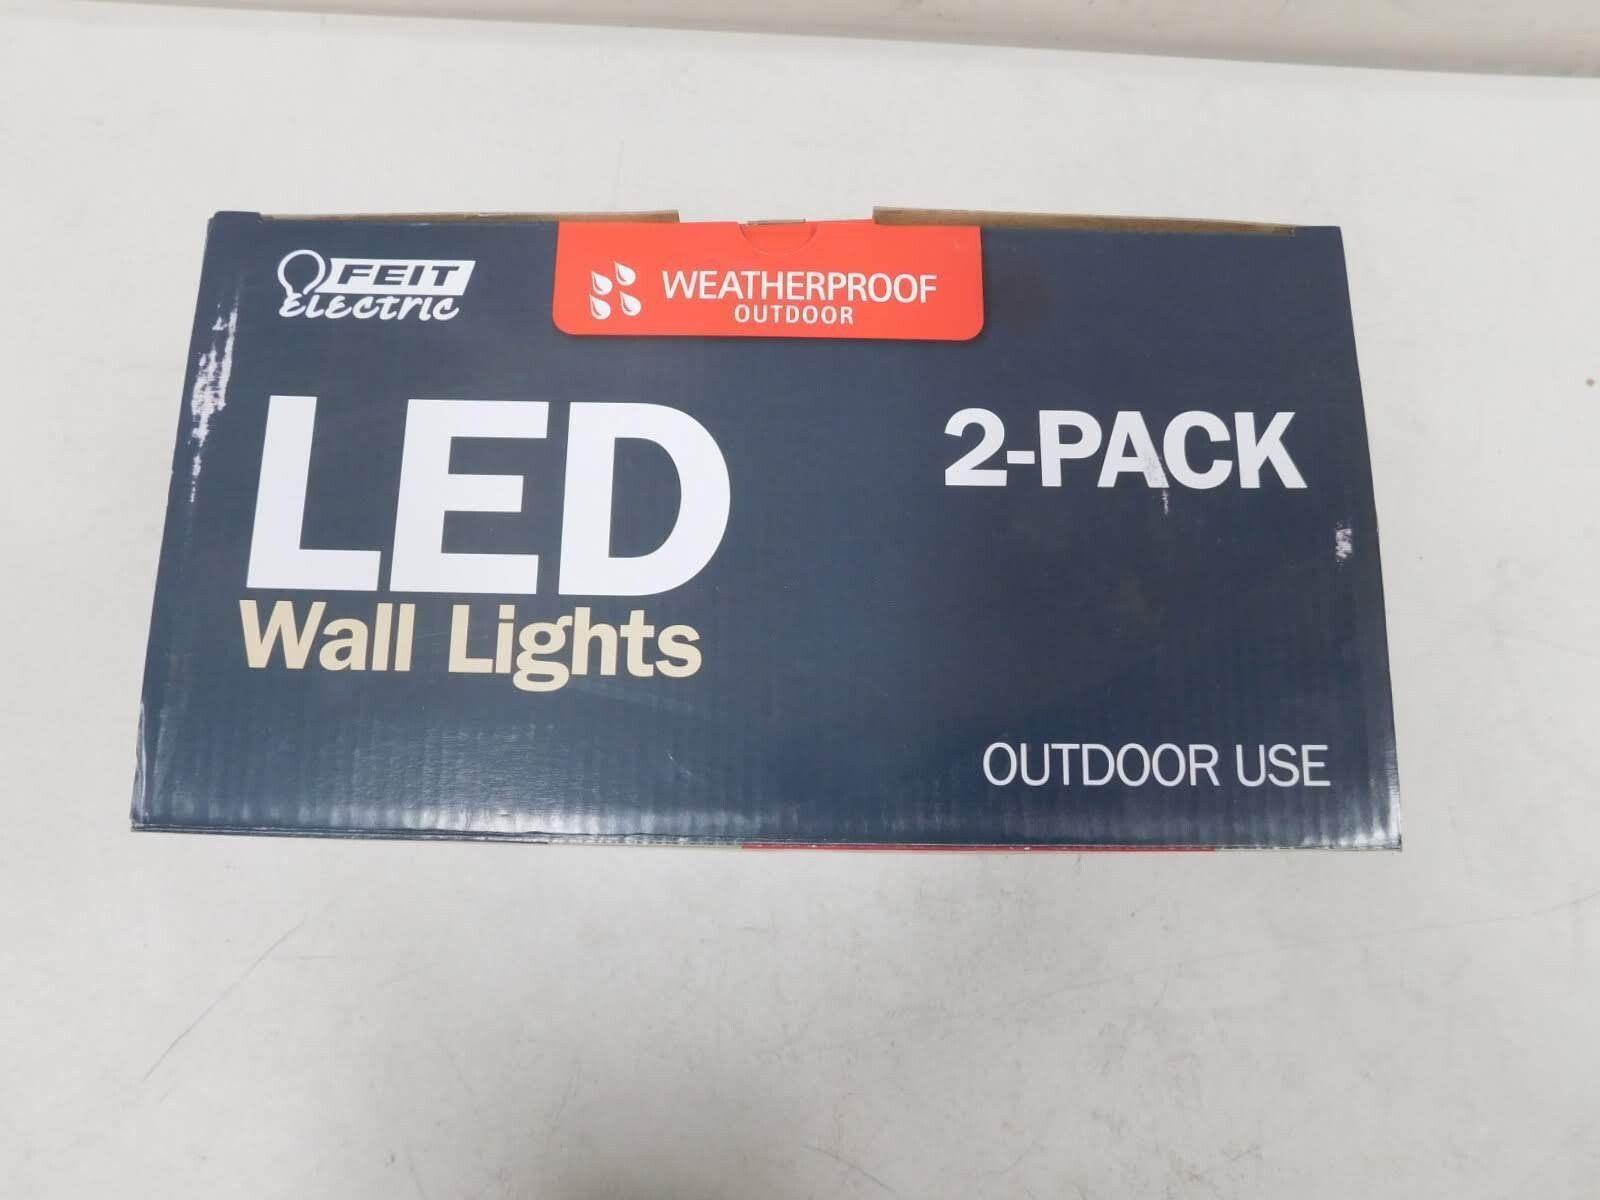 FEIT
ELECTRIC
WEATHERPROOF
OUTDOOR
LED
2-PACK
Wall Lights
OUTDOOR USE